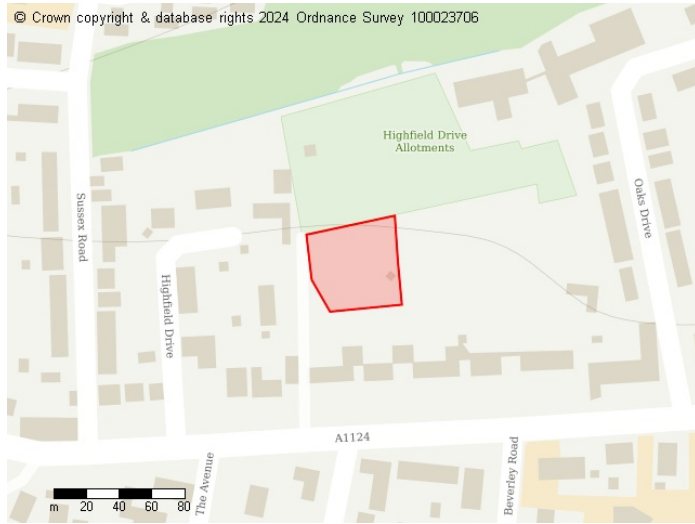 © Crown copyright & database rights 2024 Ordnance Survey 100023706
Highfield Drive
Allotments
Sussex Road
Oaks Drive
Highfield Drive
A1124
The Avenue
Beverley Road
m 20 40 60 80